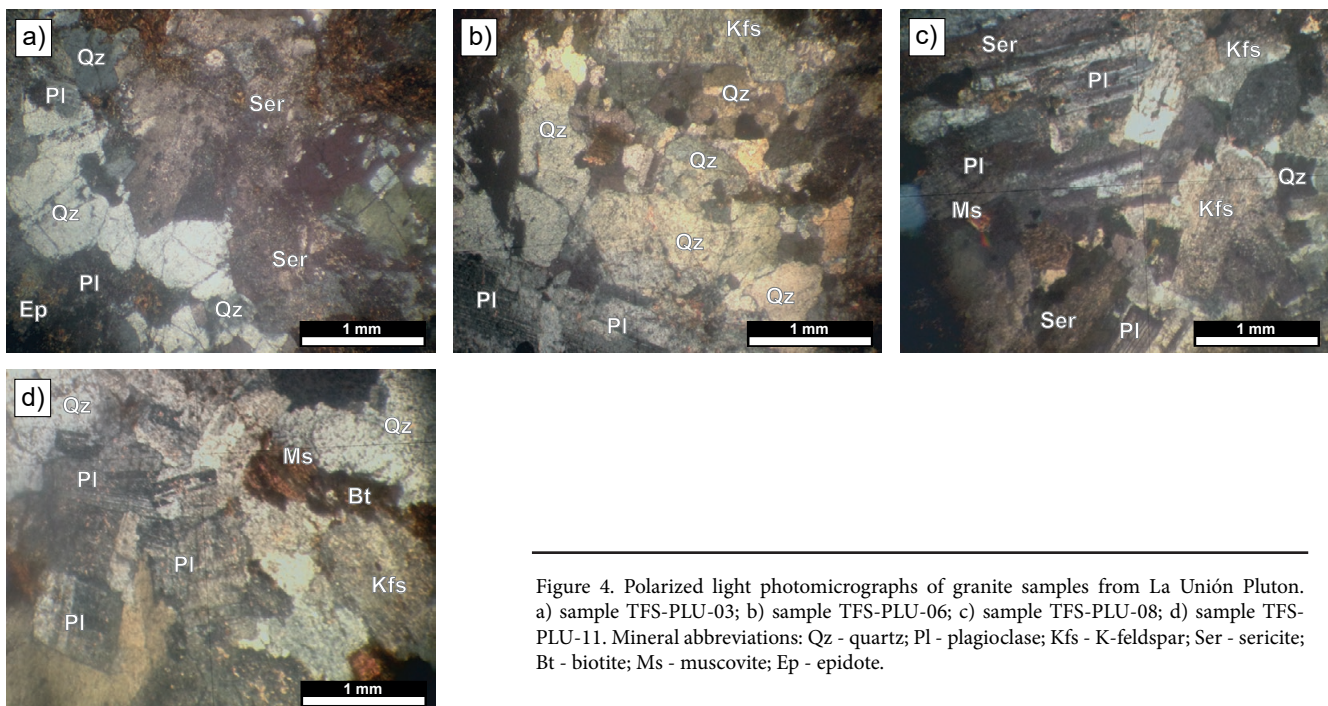 a)
Qz
Pl
Ser
Qz
Ser
Pl
Ep
Qz
1 mm
b)
Kfs
Qz
Qz
Qz
Qz
Pl
Pl
Qz
1 mm
c)
Ser
Kfs
Pl
Pl
Qz
Ms
Kfs
Ser
Pl
1 mm
d)
Qz
Qz
Ms
Pl
Bt
Pl
Kfs
Pl
1 mm
Figure 4. Polarized light photomicrographs of granite samples from La Unión Pluton.
a) sample TFS-PLU-03; b) sample TFS-PLU-06; c) sample TFS-PLU-08; d) sample TFS-
PLU-11. Mineral abbreviations: Qz - quartz; Pl - plagioclase; Kfs - K-feldspar; Ser - sericite;
Bt - biotite; Ms - muscovite; Ep - epidote.